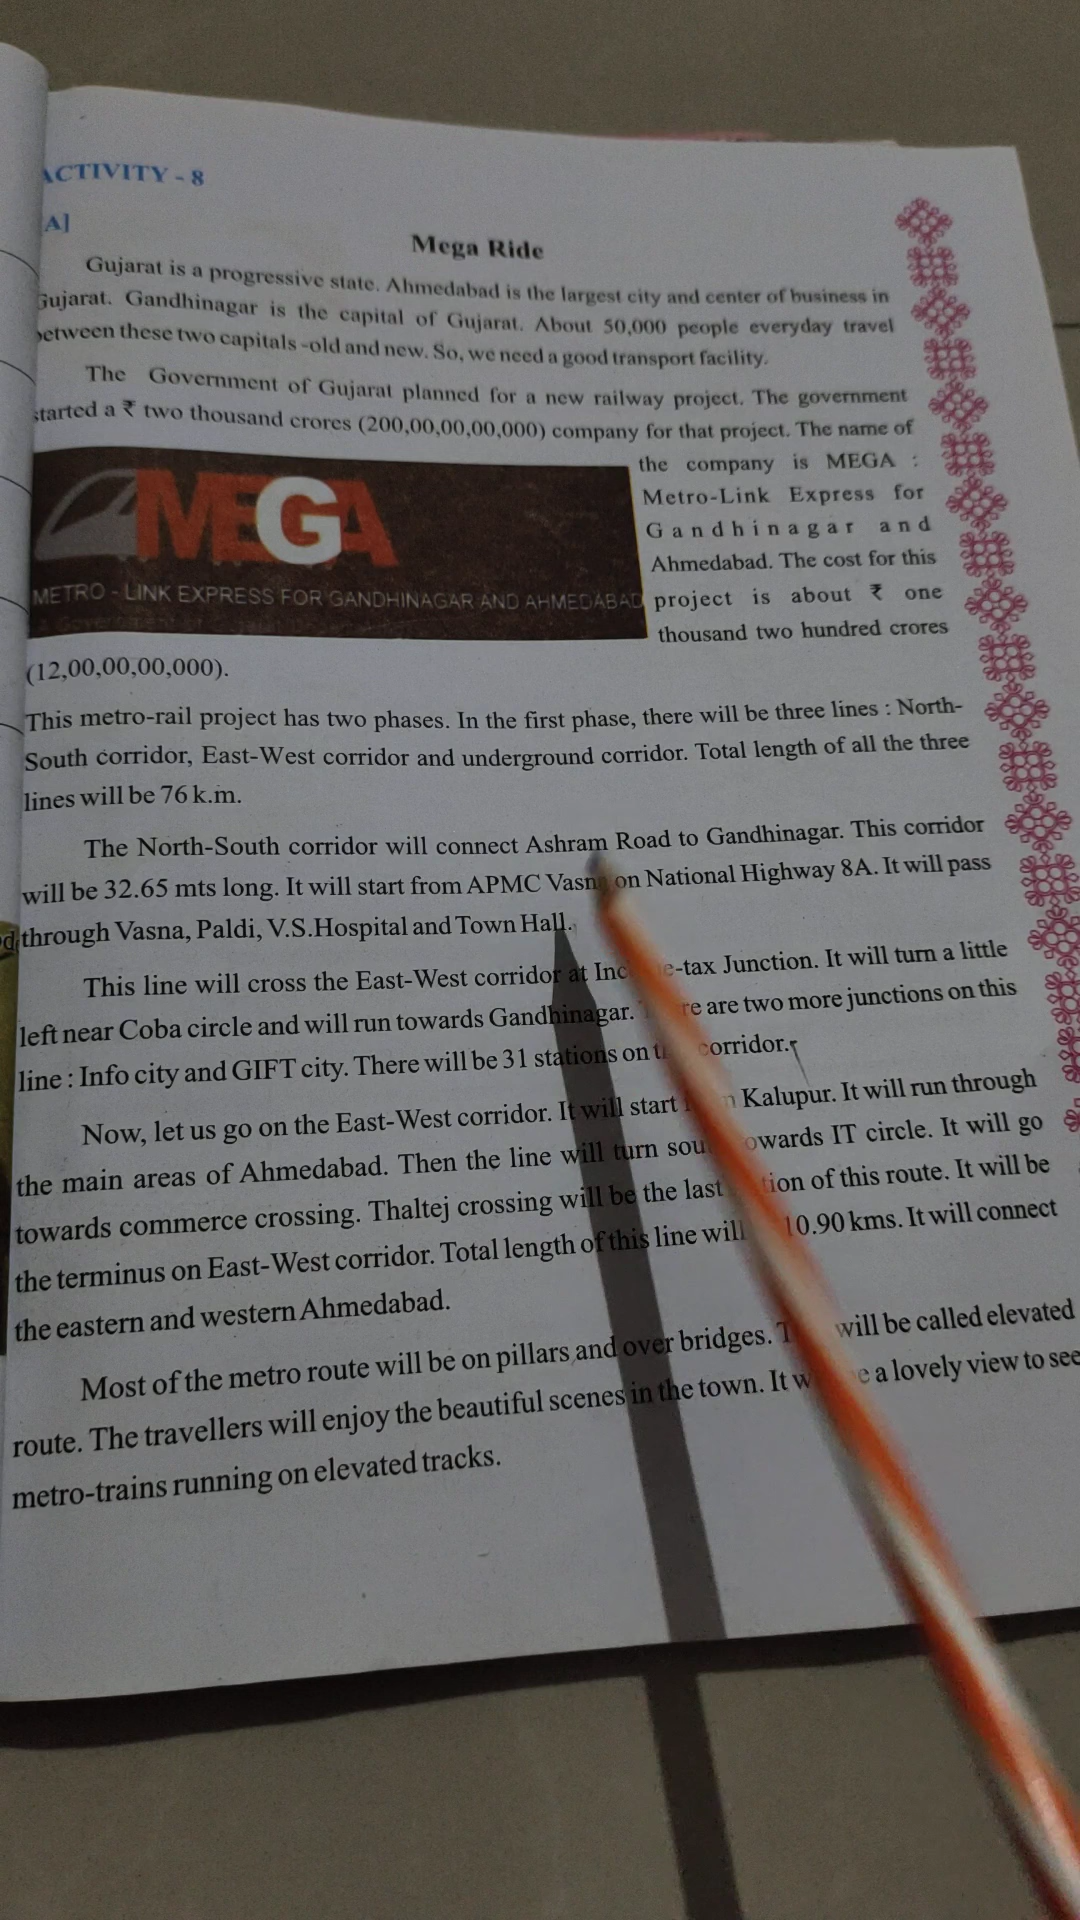 ACTIVITY - 8
A]
Mega Ride
Gujarat is a progressive state. Ahmedabad is the largest city and center of business in
Gujarat. Gandhinagar is the capital of Gujarat. About 50,000 people everyday travel
between these two capitals -old and new. So, we need a good transport facility.
The Government of Gujarat planned for a new railway project. The government
started a ₹ two thousand crores (200,00,00,00,000) company for that project. The name of
the company is MEGA :
Metro-Link Express for
Gandhinagar and
Ahmedabad. The cost for this
project is about ₹ one
thousand two hundred crores
MEGA
METRO - LINK EXPRESS FOR GANDHINAGAR AND AHMEDABAD
(12,00,00,00,000).
This metro-rail project has two phases. In the first phase, there will be three lines : North-
South corridor, East-West corridor and underground corridor. Total length of all the three
lines will be 76 k.m.
The North-South corridor will connect Ashram Road to Gandhinagar. This corridor
will be 32.65 mts long. It will start from APMC Vasna on National Highway 8A. It will pass
through Vasna, Paldi, V.S.Hospital and Town Hall.
This line will cross the East-West corridor at -tax Junction. It will turn a little
left near Coba circle and will run towards Gandhinagar. are two more junctions on this
line : Info city and GIFT city. There will be 31 stations on corridor.
Now, let us go on the East-West corridor. It will start Kalupur. It will run through
the main areas of Ahmedabad. Then the line will turn towards IT circle. It will go
towards commerce crossing. Thaltej crossing will be the last of this route. It will be
the terminus on East-West corridor. Total length of this line will 10.90 kms. It will connect
the eastern and western Ahmedabad.
Most of the metro route will be on pillars and over bridges. will be called elevated
route. The travellers will enjoy the beautiful scenes in the town. It a lovely view to see
metro-trains running on elevated tracks.